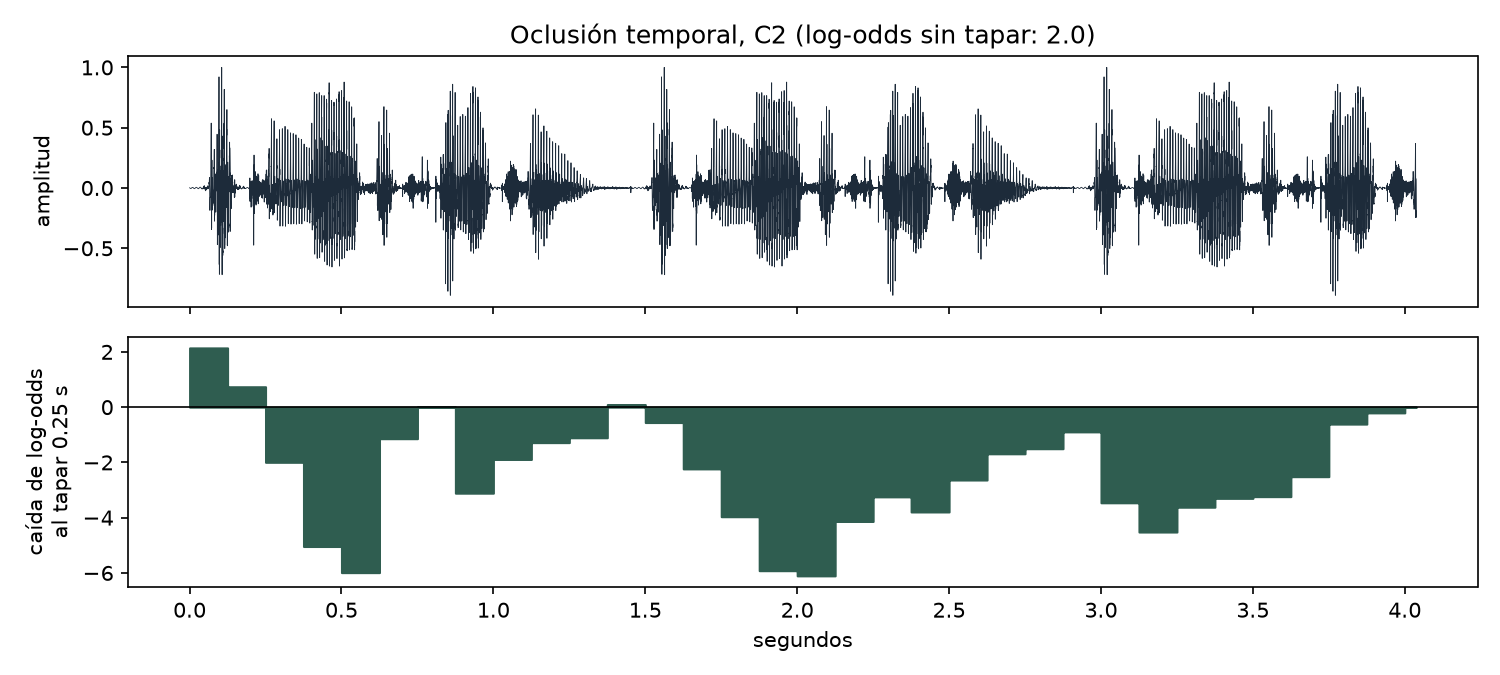 Oclusión temporal, C2 (log-odds sin tapar: 2.0)
amplitud
1.0
0.5
0.0
−0.5
caída de log-odds
al tapar 0.25 s
2
0
−2
−4
−6
0.0 0.5 1.0 1.5 2.0 2.5 3.0 3.5 4.0
segundos